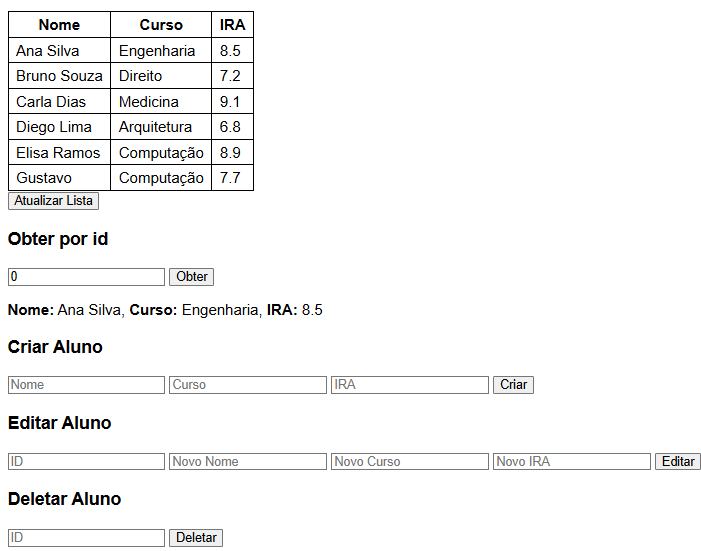 Nome Curso IRA
Ana Silva Engenharia 8.5
Bruno Souza Direito 7.2
Carla Dias Medicina 9.1
Diego Lima Arquitetura 6.8
Elisa Ramos Computação 8.9
Gustavo Computação 7.7
Atualizar Lista
Obter por id
0 Obter
Nome: Ana Silva, Curso: Engenharia, IRA: 8.5
Criar Aluno
Nome Curso IRA Criar
Editar Aluno
ID Novo Nome Novo Curso Novo IRA Editar
Deletar Aluno
ID Deletar